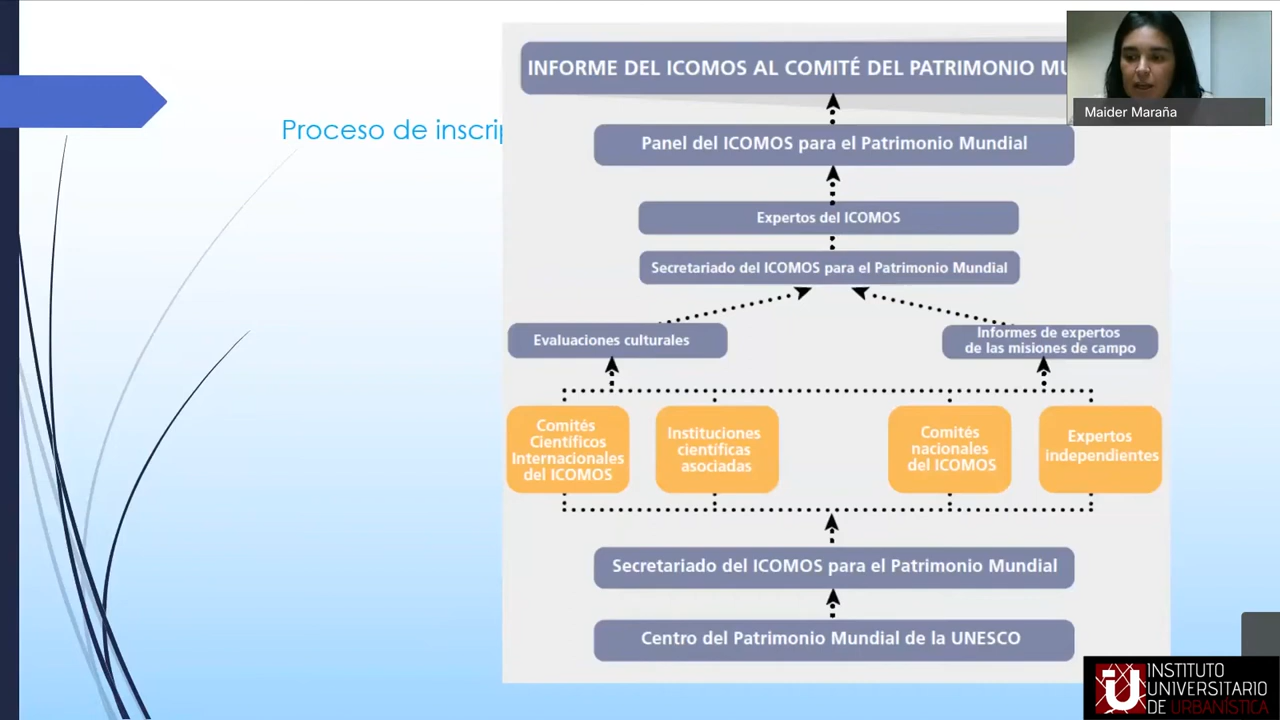 INFORME DEL ICOMOS AL COMITÉ DEL PATRIMONIO
Maider Maraña
Proceso de
Panel del ICOMOS para el Patrimonio Mundial
Expertos del ICOMOS
Secretariado del ICOMOS para el Patrimonio Mundial
Evaluaciones culturales
Informes de expertos
de las misiones de campo
Comités
Científicos
Internacionales
del ICOMOS
Instituciones
científicas
asociadas
Comités
nacionales
del ICOMOS
Expertos
independientes
Secretariado del ICOMOS para el Patrimonio Mundial
Centro del Patrimonio Mundial de la UNESCO
INSTITUTO
UNIVERSITARIO
DE URBANÍSTICA